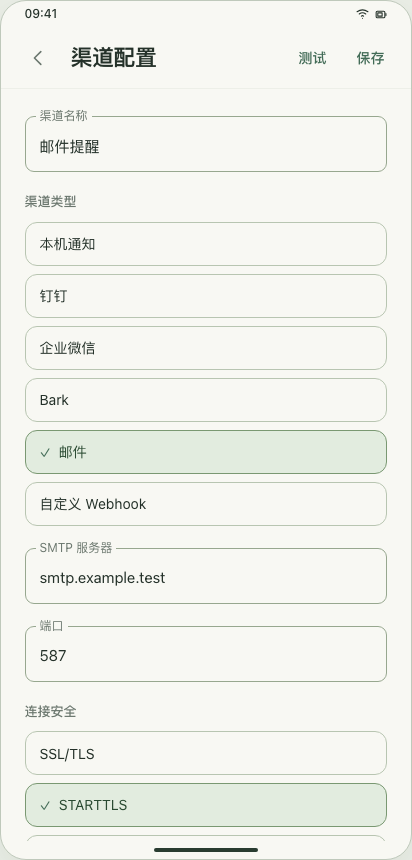 09:41
渠道配置
测试
保存
渠道名称
邮件提醒
渠道类型
本机通知
钉钉
企业微信
Bark
邮件
自定义 Webhook
SMTP 服务器
smtp.example.test
端口
587
连接安全
SSL/TLS
STARTTLS